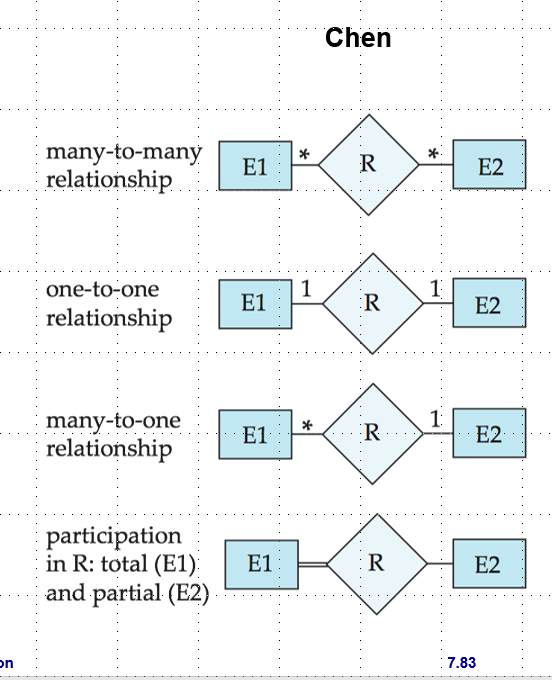 Chen
many-to-many
relationship
E1 * R * E2
one-to-one
relationship
E1 1 R 1 E2
many-to-one
relationship
E1 * R 1 E2
participation
in R: total (E1)
and partial (E2)
E1 R E2
on
7.83